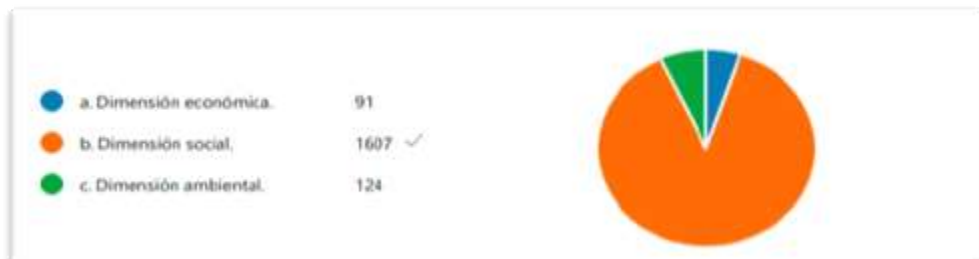 a. Dimensión económica. 91
b. Dimensión social. 1607
c. Dimensión ambiental. 124